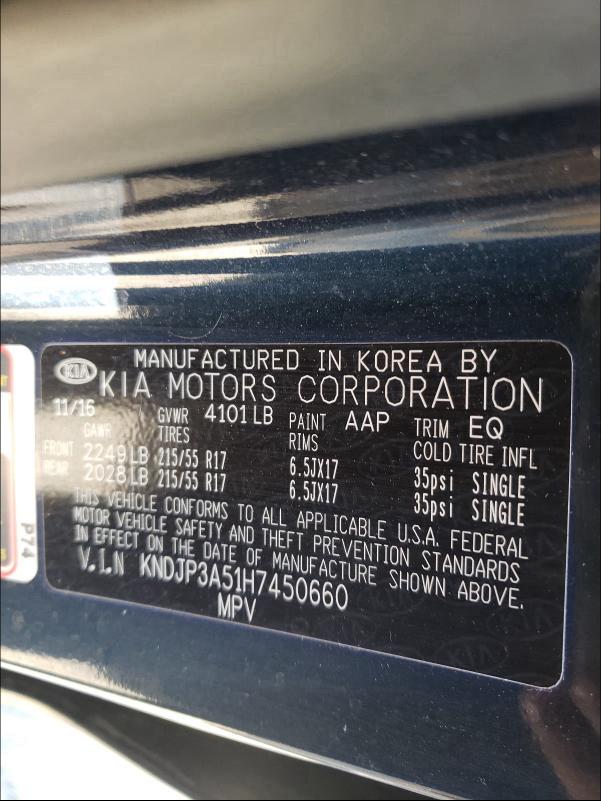 MANUFACTURED IN KOREA BY
KIA KIA MOTORS CORPORATION
11/16 GVWR 4101LB PAINT AAP TRIM EQ
GAWR TIRES RIMS COLD TIRE INFL
FRONT 2249LB 215/55 R17 6.5JX17 35psi SINGLE
REAR 2028LB 215/55 R17 6.5JX17 35psi SINGLE
THIS VEHICLE CONFORMS TO ALL APPLICABLE U.S.A. FEDERAL
MOTOR VEHICLE SAFETY AND THEFT PREVENTION STANDARDS
IN EFFECT ON THE DATE OF MANUFACTURE SHOWN ABOVE.
V.I.N KNDJP3A51H7450660
MPV
P74